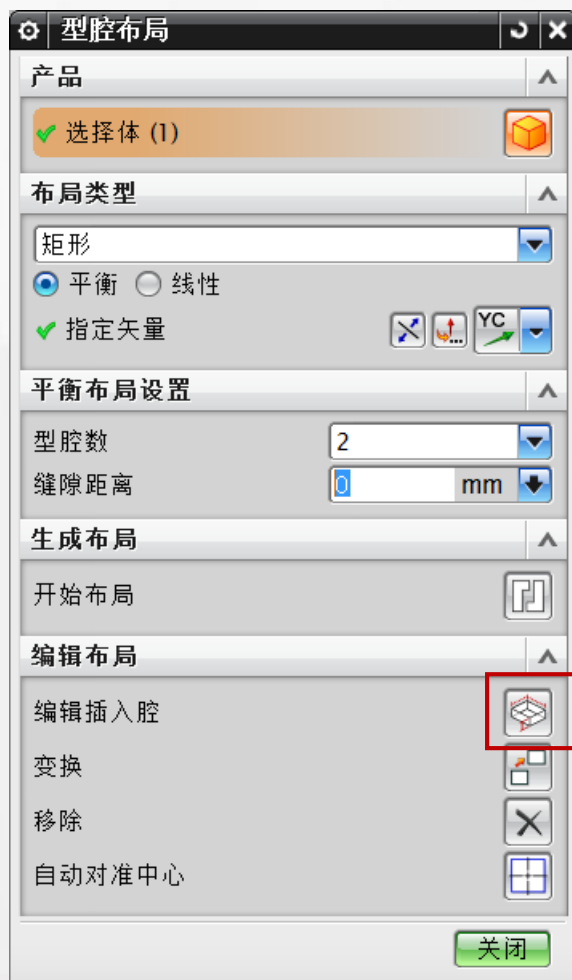 型腔布局
产品
选择体 (1)
布局类型
矩形
平衡 线性
指定矢量 YC
平衡布局设置
型腔数 2
缝隙距离 0 mm
生成布局
开始布局
编辑布局
编辑插入腔
变换
移除
自动对准中心
关闭